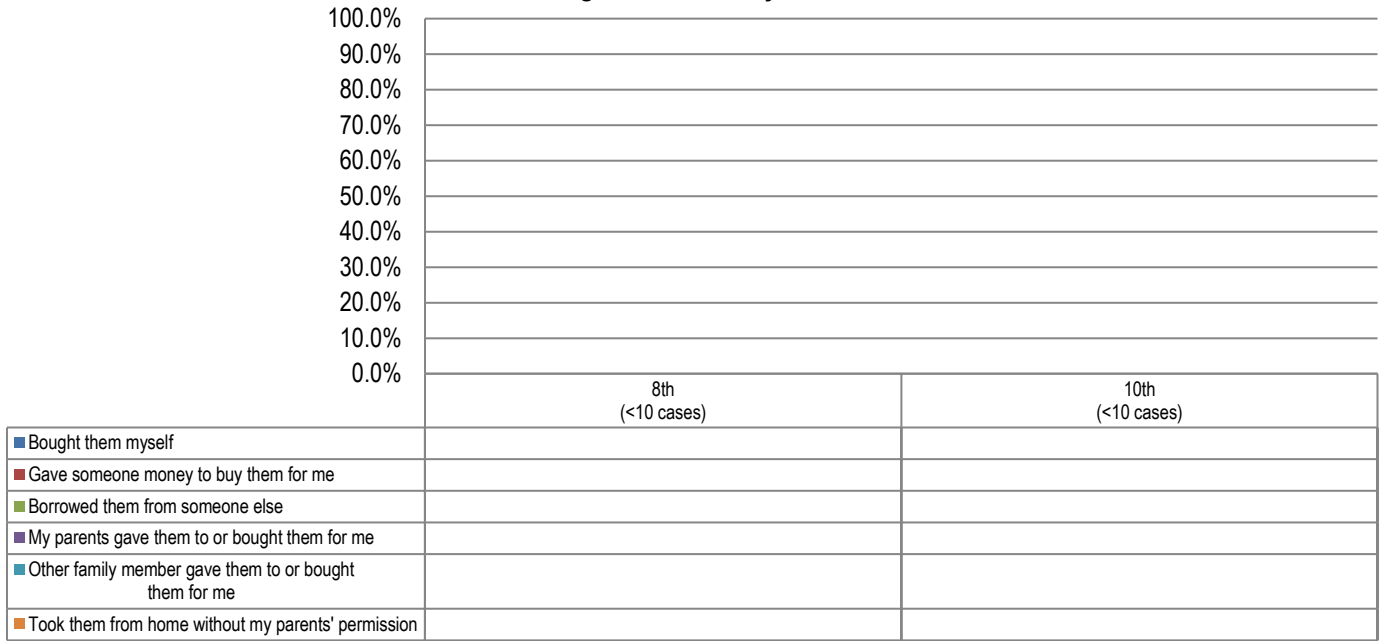 100.0%
90.0%
80.0%
70.0%
60.0%
50.0%
40.0%
30.0%
20.0%
10.0%
0.0%
8th 10th
(<10 cases) (<10 cases)
Bought them myself
Gave someone money to buy them for me
Borrowed them from someone else
My parents gave them to or bought them for me
Other family member gave them to or bought
them for me
Took them from home without my parents' permission